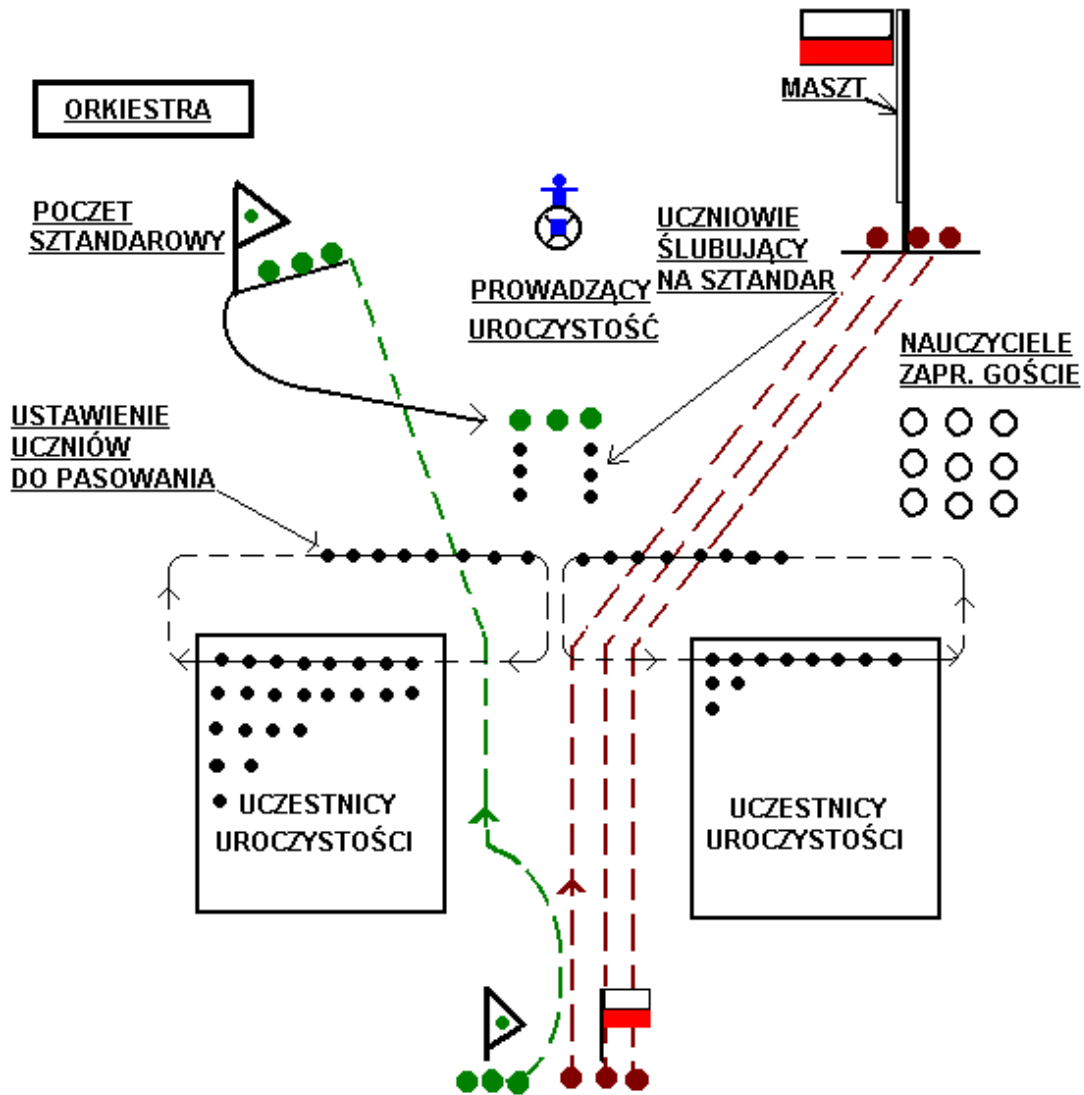 MASZT
ORKIESTRA
POCZET
SZTANDAROWY
UCZNIOWIE
ŚLUBUJĄCY
NA SZTANDAR
PROWADZĄCY
UROCZYSTOŚĆ
NAUCZYCIELE
ZAPR. GOŚCIE
USTAWIENIE
UCZNIÓW
DO PASOWANIA
UCZESTNICY
UROCZYSTOŚCI
UCZESTNICY
UROCZYSTOŚCI